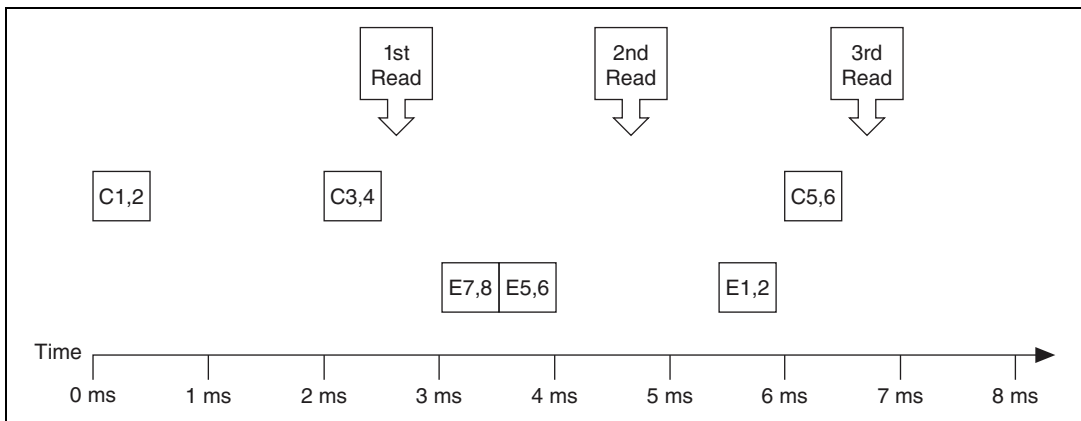 1st
Read
2nd
Read
3rd
Read
C1,2
C3,4
C5,6
E7,8
E5,6
E1,2
Time
0 ms
1 ms
2 ms
3 ms
4 ms
5 ms
6 ms
7 ms
8 ms